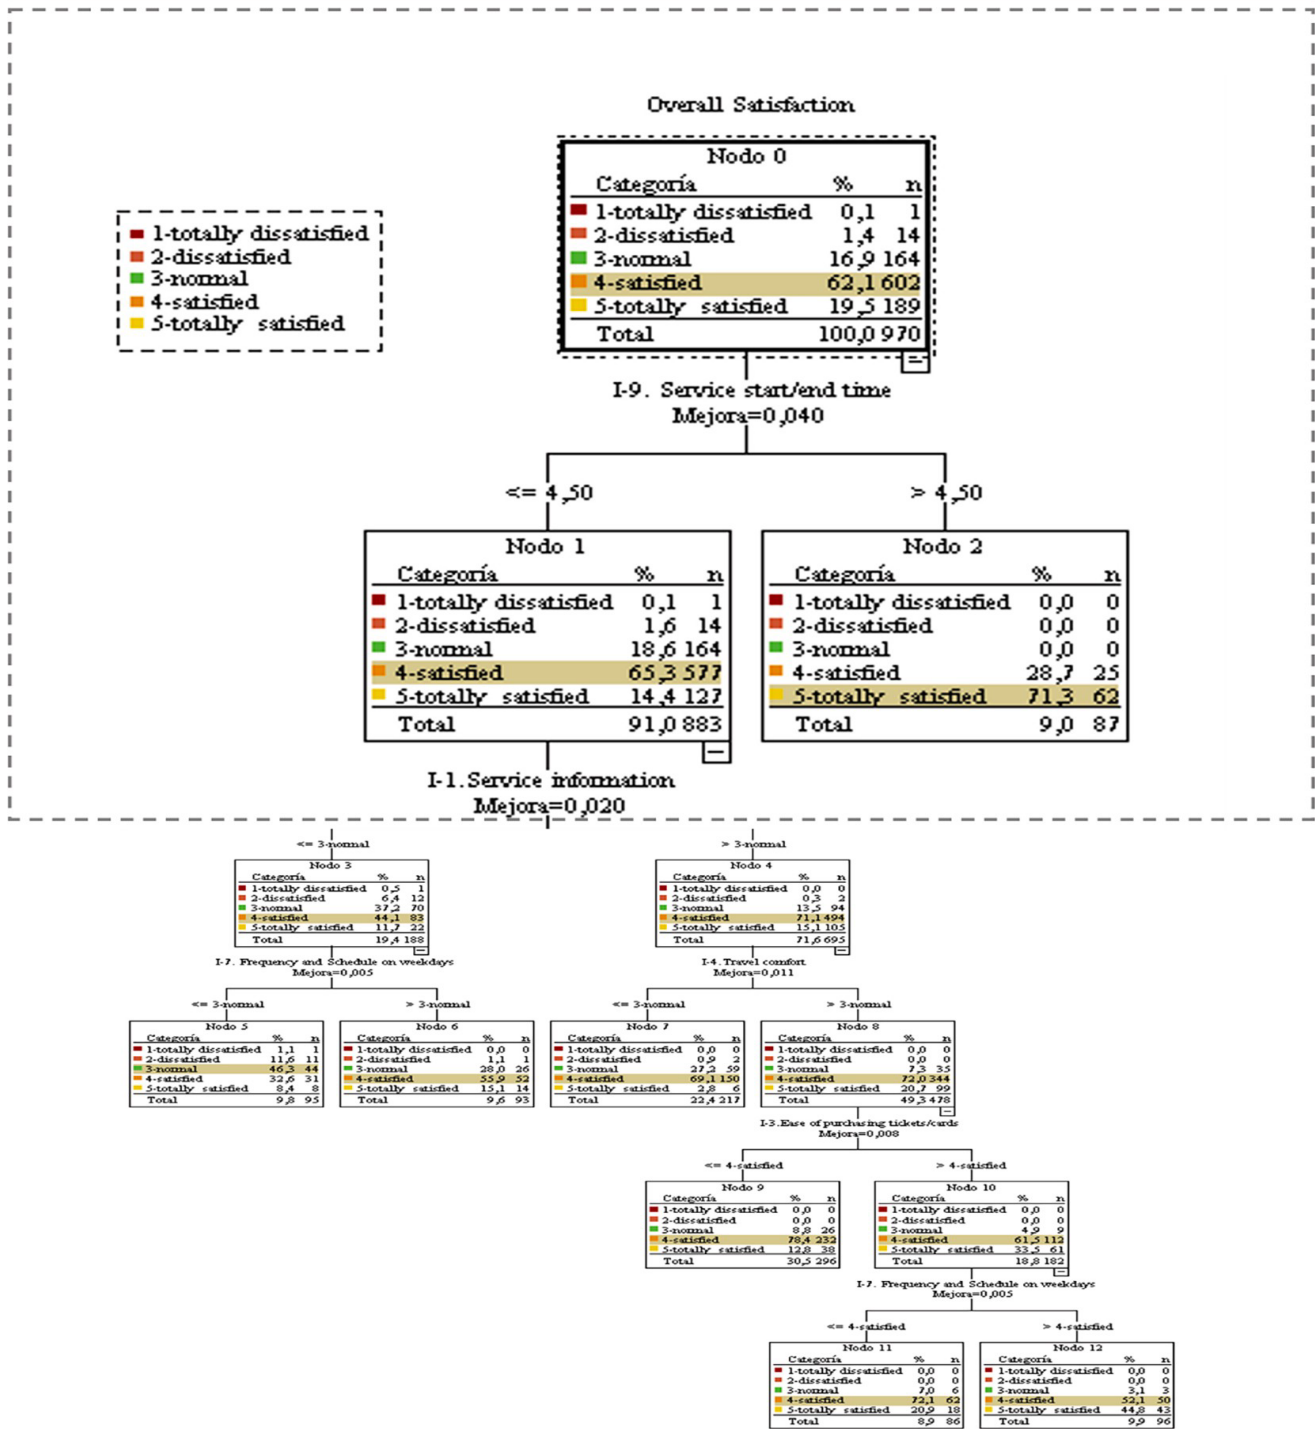 Overall Satisfaction
1-totally dissatisfied
2-dissatisfied
3-normal
4-satisfied
5-totally satisfied
Nodo 0
Categoría % n
1-totally dissatisfied 0,1 1
2-dissatisfied 1,4 14
3-normal 16,9 164
4-satisfied 62,1 602
5-totally satisfied 19,5 189
Total 100,0 970
I-9. Service start/end time
Mejora=0,040
<= 4,50
> 4,50
Nodo 1
Categoría % n
1-totally dissatisfied 0,1 1
2-dissatisfied 1,6 14
3-normal 18,6 164
4-satisfied 65,3 577
5-totally satisfied 14,4 127
Total 91,0 883
Nodo 2
Categoría % n
1-totally dissatisfied 0,0 0
2-dissatisfied 0,0 0
3-normal 0,0 0
4-satisfied 28,7 25
5-totally satisfied 71,3 62
Total 9,0 87
I-1.Service information
Mejora=0,020
<= 3-normal
> 3-normal
Nodo 3
Categoría % n
1-totally dissatisfied 0,5 1
2-dissatisfied 6,4 12
3-normal 37,2 70
4-satisfied 44,1 83
5-totally satisfied 11,7 22
Total 19,4 188
Nodo 4
Categoría % n
1-totally dissatisfied 0,0 0
2-dissatisfied 0,3 2
3-normal 13,5 94
4-satisfied 71,1 494
5-totally satisfied 15,1 105
Total 71,6 695
I-7. Frequency and Schedule on weekdays
Mejora=0,005
I-4. Travel comfort
Mejora=0,011
<= 3-normal
> 3-normal
<= 3-normal
> 3-normal
Nodo 5
Categoría % n
1-totally dissatisfied 1,1 1
2-dissatisfied 11,6 11
3-normal 46,3 44
4-satisfied 32,6 31
5-totally satisfied 8,4 8
Total 9,8 95
Nodo 6
Categoría % n
1-totally dissatisfied 0,0 0
2-dissatisfied 1,1 1
3-normal 28,0 26
4-satisfied 55,9 52
5-totally satisfied 15,1 14
Total 9,6 93
Nodo 7
Categoría % n
1-totally dissatisfied 0,0 0
2-dissatisfied 0,9 2
3-normal 27,2 59
4-satisfied 69,1 150
5-totally satisfied 2,8 6
Total 22,4 217
Nodo 8
Categoría % n
1-totally dissatisfied 0,0 0
2-dissatisfied 0,0 0
3-normal 7,3 35
4-satisfied 72,0 344
5-totally satisfied 20,7 99
Total 49,3 478
I-3.Ease of purchasing tickets/cards
Mejora=0,008
<= 4-satisfied
> 4-satisfied
Nodo 9
Categoría % n
1-totally dissatisfied 0,0 0
2-dissatisfied 0,0 0
3-normal 8,8 26
4-satisfied 78,4 232
5-totally satisfied 12,8 38
Total 30,5 296
Nodo 10
Categoría % n
1-totally dissatisfied 0,0 0
2-dissatisfied 0,0 0
3-normal 4,9 9
4-satisfied 61,5 112
5-totally satisfied 33,5 61
Total 18,8 182
I-7. Frequency and Schedule on weekdays
Mejora=0,005
<= 4-satisfied
> 4-satisfied
Nodo 11
Categoría % n
1-totally dissatisfied 0,0 0
2-dissatisfied 0,0 0
3-normal 7,0 6
4-satisfied 72,1 62
5-totally satisfied 20,9 18
Total 8,9 86
Nodo 12
Categoría % n
1-totally dissatisfied 0,0 0
2-dissatisfied 0,0 0
3-normal 3,1 3
4-satisfied 52,1 50
5-totally satisfied 44,8 43
Total 9,9 96